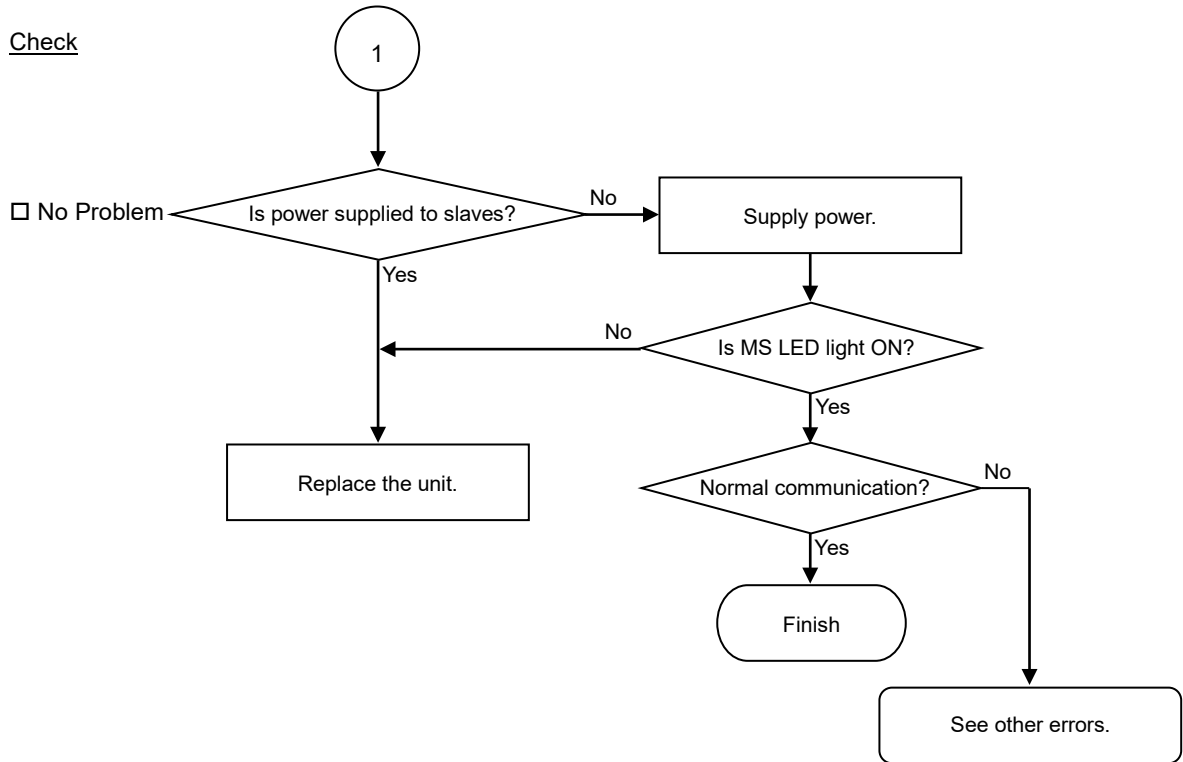 Check
1
□ No Problem
Is power supplied to slaves?
No
Supply power.
Yes
No
Is MS LED light ON?
Yes
Replace the unit.
Normal communication?
No
Yes
Finish
See other errors.